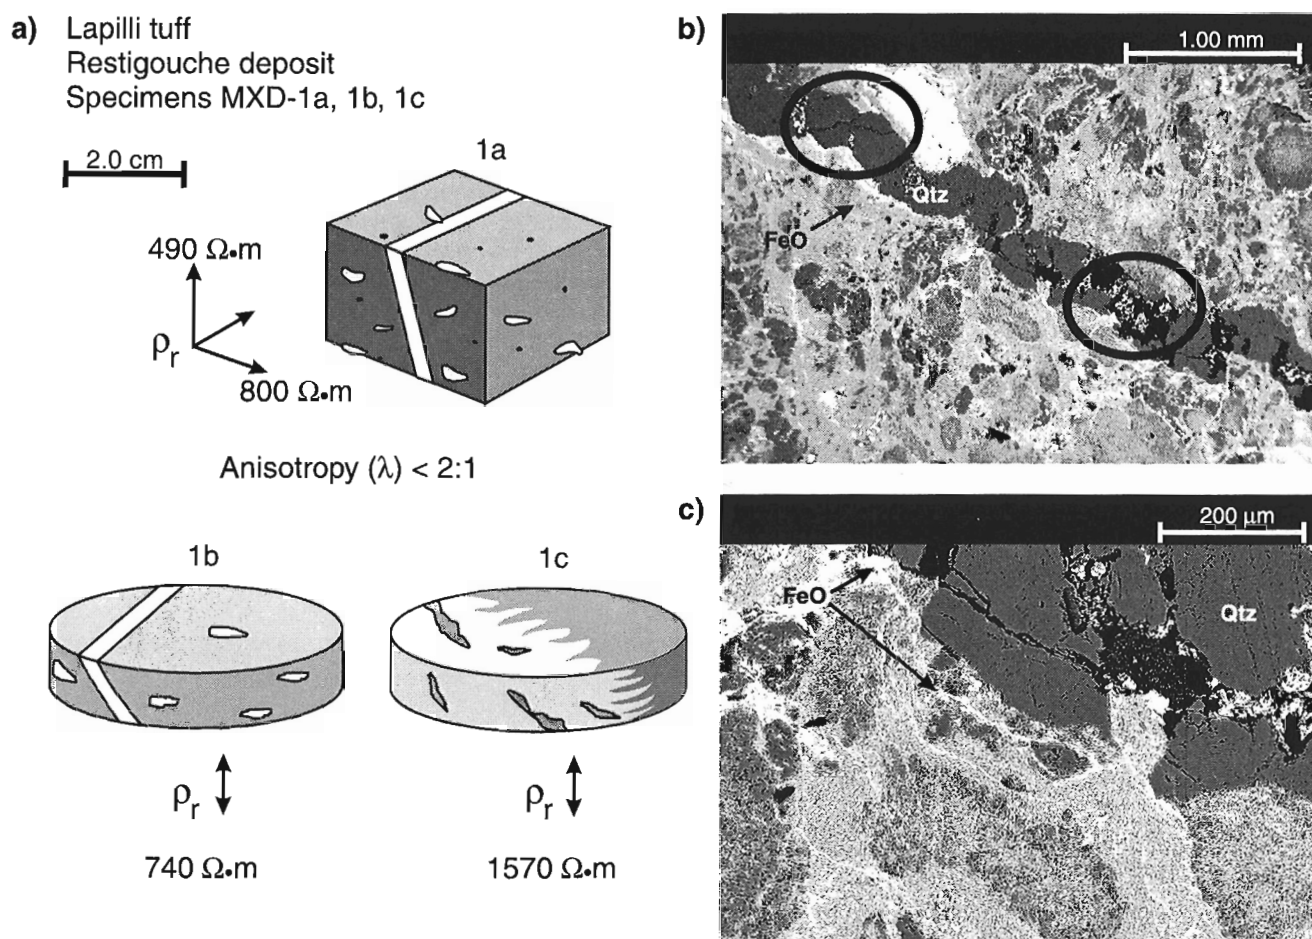 a) Lapilli tuff
Restigouche deposit
Specimens MXD-1a, 1b, 1c
2.0 cm
1a
490 Ω•m
ρr
800 Ω•m
Anisotropy (λ) < 2:1
1b
1c
ρr
ρr
740 Ω•m
1570 Ω•m
b)
1.00 mm
Qtz
FeO
c)
200 µm
FeO
Qtz